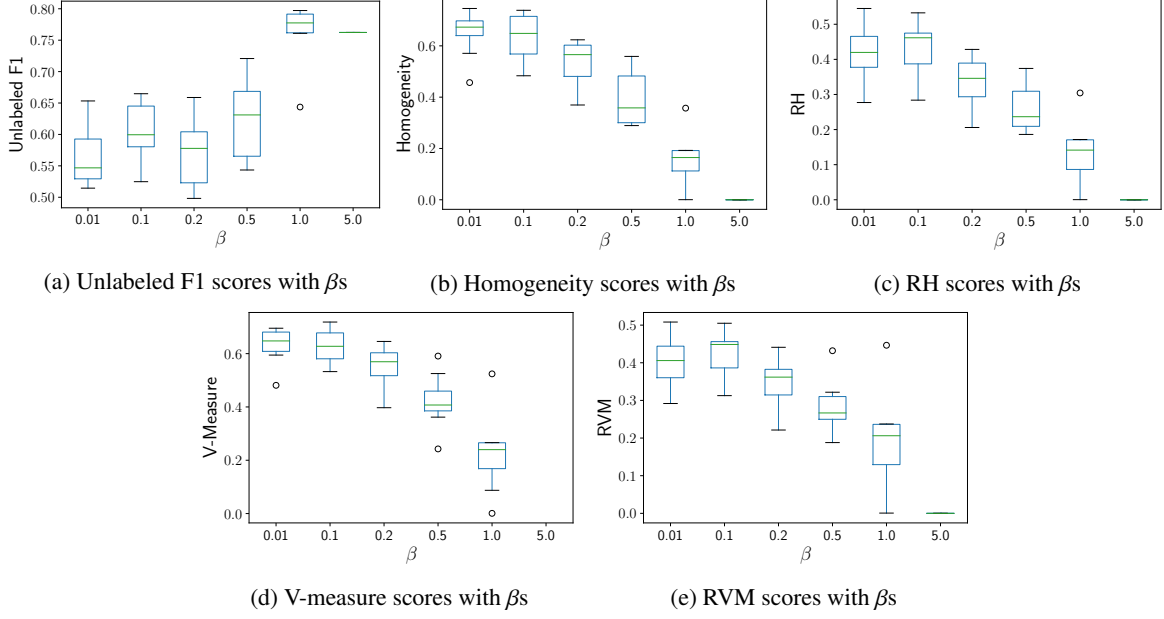 0.80
0.75
0.70
0.65
0.60
0.55
0.50
Unlabeled F1
0.01 0.1 0.2 0.5 1.0 5.0
β
(a) Unlabeled F1 scores with βs
0.6
0.4
0.2
0.0
Homogeneity
0.01 0.1 0.2 0.5 1.0 5.0
β
(b) Homogeneity scores with βs
0.5
0.4
0.3
0.2
0.1
0.0
RH
0.01 0.1 0.2 0.5 1.0 5.0
β
(c) RH scores with βs
0.6
0.4
0.2
0.0
V-Measure
0.01 0.1 0.2 0.5 1.0 5.0
β
(d) V-measure scores with βs
0.5
0.4
0.3
0.2
0.1
0.0
RVM
0.01 0.1 0.2 0.5 1.0 5.0
β
(e) RVM scores with βs